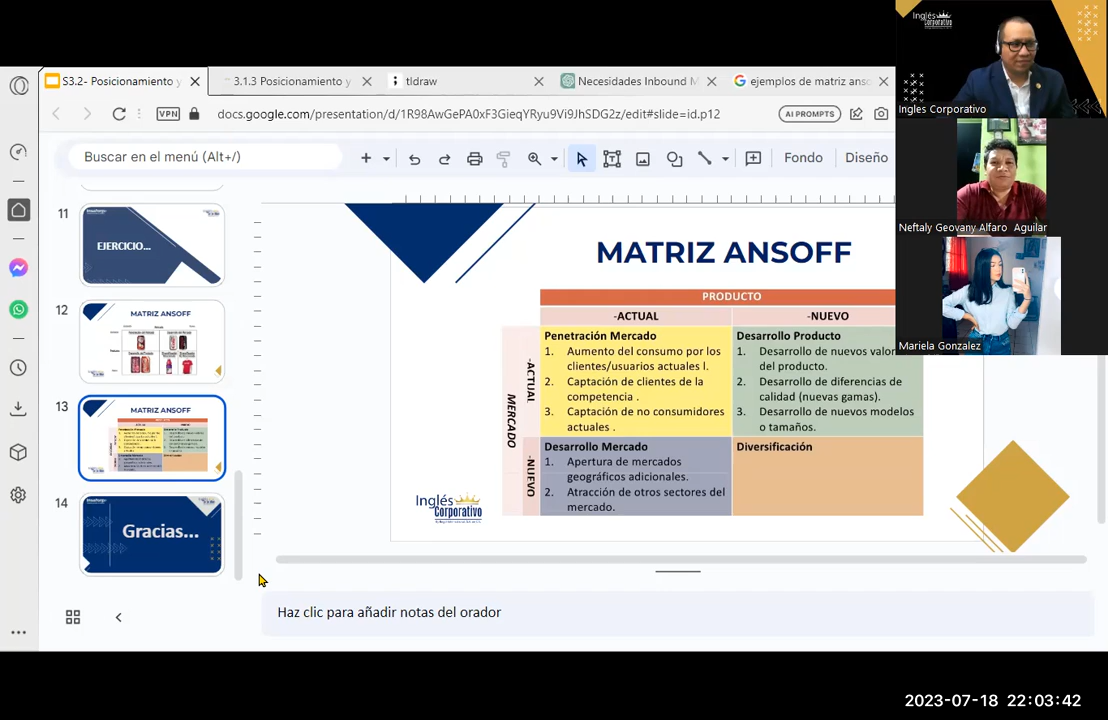 Inglés
Corporativo
Ingles Corporativo
Neftaly Geovany Alfaro Aguilar
Mariela Gonzalez
S3.2- Posicionamiento y
3.1.3 Posicionamiento y
tldraw
Necesidades Inbound M
ejemplos de matriz anso
VPN
docs.google.com/presentation/d/1R98AwGePA0xF3GieqYRyu9Vi9JhSDG2z/edit#slide=id.p12
AI PROMPTS
Buscar en el menú (Alt+/)
Fondo
Diseño
11
EJERCICIO...
12
MATRIZ ANSOFF
13
MATRIZ ANSOFF
14
Gracias...
MATRIZ ANSOFF
PRODUCTO
-ACTUAL
-NUEVO
MERCADO
-ACTUAL
Penetración Mercado
1. Aumento del consumo por los
clientes/usuarios actuales l.
2. Captación de clientes de la
competencia .
3. Captación de no consumidores
actuales .
Desarrollo Producto
1. Desarrollo de nuevos valor
del producto.
2. Desarrollo de diferencias de
calidad (nuevas gamas).
3. Desarrollo de nuevos modelos
o tamaños.
-NUEVO
Desarrollo Mercado
1. Apertura de mercados
geográficos adicionales.
2. Atracción de otros sectores del
mercado.
Diversificación
Inglés
Corporativo
Haz clic para añadir notas del orador
2023-07-18 22:03:42